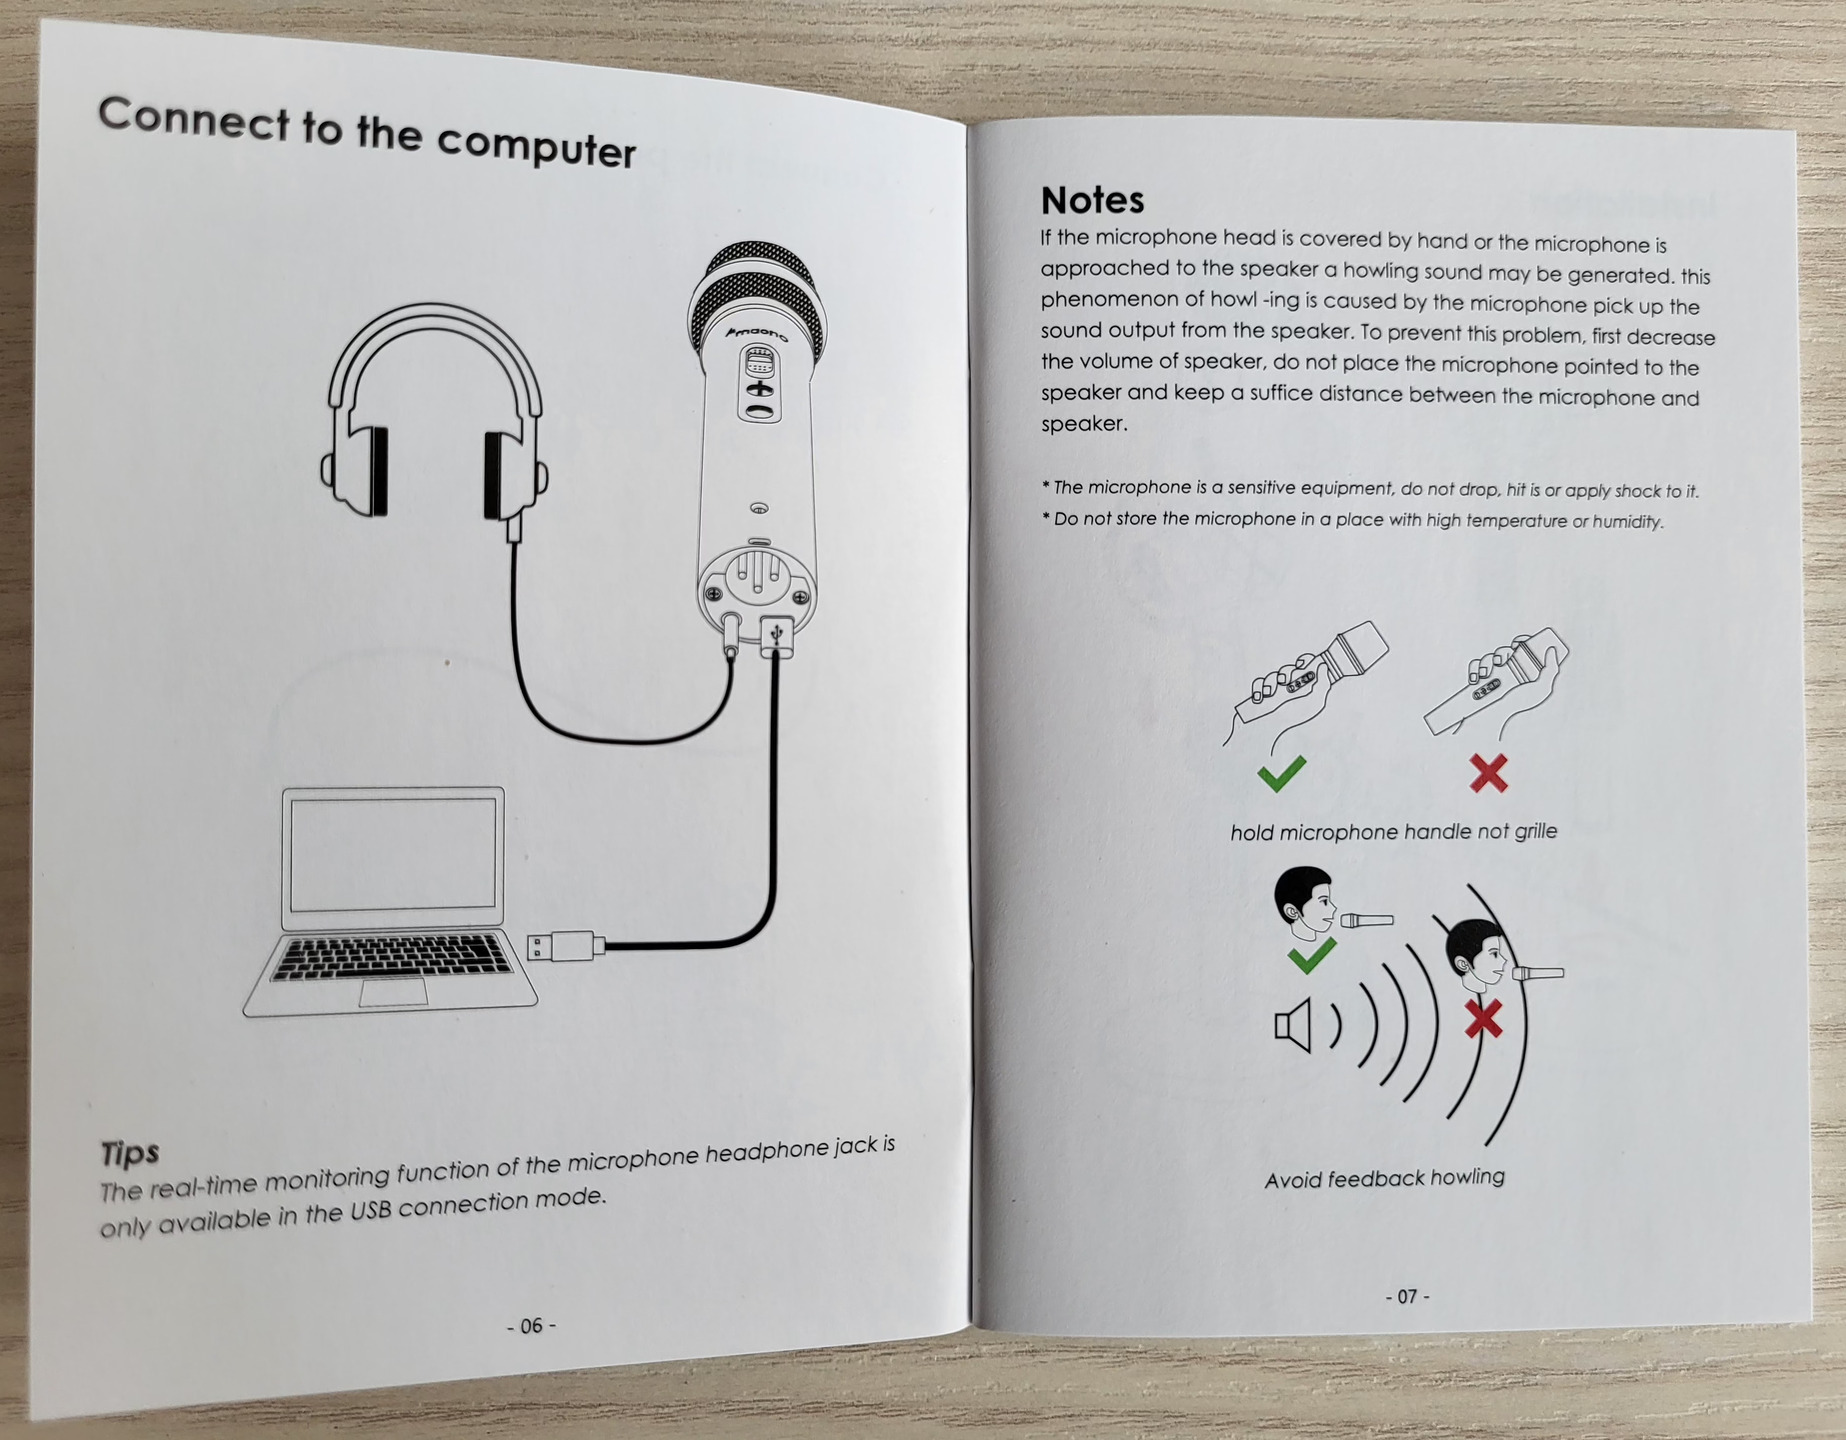 Connect to the computer
maono
Tips
The real-time monitoring function of the microphone headphone jack is
only available in the USB connection mode.
- 06 -
Notes
If the microphone head is covered by hand or the microphone is
approached to the speaker a howling sound may be generated. this
phenomenon of howl -ing is caused by the microphone pick up the
sound output from the speaker. To prevent this problem, first decrease
the volume of speaker, do not place the microphone pointed to the
speaker and keep a suffice distance between the microphone and
speaker.
* The microphone is a sensitive equipment, do not drop, hit is or apply shock to it.
* Do not store the microphone in a place with high temperature or humidity.
hold microphone handle not grille
Avoid feedback howling
- 07 -